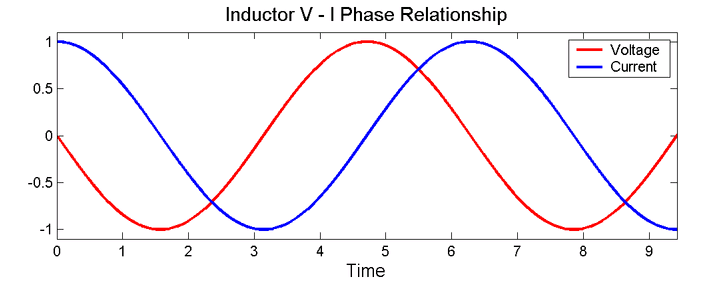 Inductor V - I Phase Relationship
1
0.5
0
-0.5
-1
Voltage
Current
0 1 2 3 4 5 6 7 8 9
Time